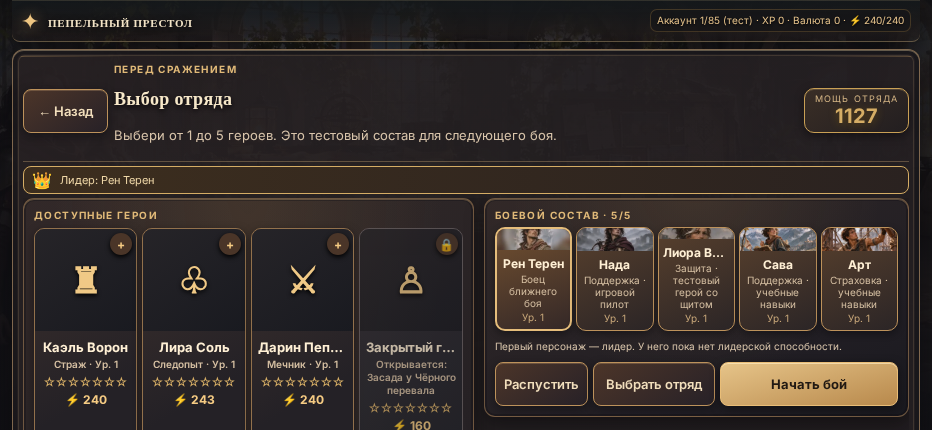 ПЕПЕЛЬНЫЙ ПРЕСТОЛ
Аккаунт 1/85 (тест) · XP 0 · Валюта 0 · ⚡ 240/240
ПЕРЕД СРАЖЕНИЕМ
← Назад
Выбор отряда
Выбери от 1 до 5 героев. Это тестовый состав для следующего боя.
МОЩЬ ОТРЯДА
1127
Лидер: Рен Терен
ДОСТУПНЫЕ ГЕРОИ
+
Каэль Ворон
Страж · Ур. 1
☆☆☆☆☆☆☆
⚡ 240
+
Лира Соль
Следопыт · Ур. 1
☆☆☆☆☆☆☆
⚡ 243
+
Дарин Пеп...
Мечник · Ур. 1
☆☆☆☆☆☆☆
⚡ 240
Закрытый г...
Открывается:
Засада у Чёрного
перевала
☆☆☆☆☆☆☆
⚡ 160
БОЕВОЙ СОСТАВ · 5/5
Рен Терен
Боец
ближнего
боя
Ур. 1
Нада
Поддержка ·
игровой
пилот
Ур. 1
Лиора В...
Защита ·
тестовый
герой со
щитом
Ур. 1
Сава
Поддержка ·
учебные
навыки
Ур. 1
Арт
Страховка ·
учебные
навыки
Ур. 1
Первый персонаж — лидер. У него пока нет лидерской способности.
Распустить
Выбрать отряд
Начать бой